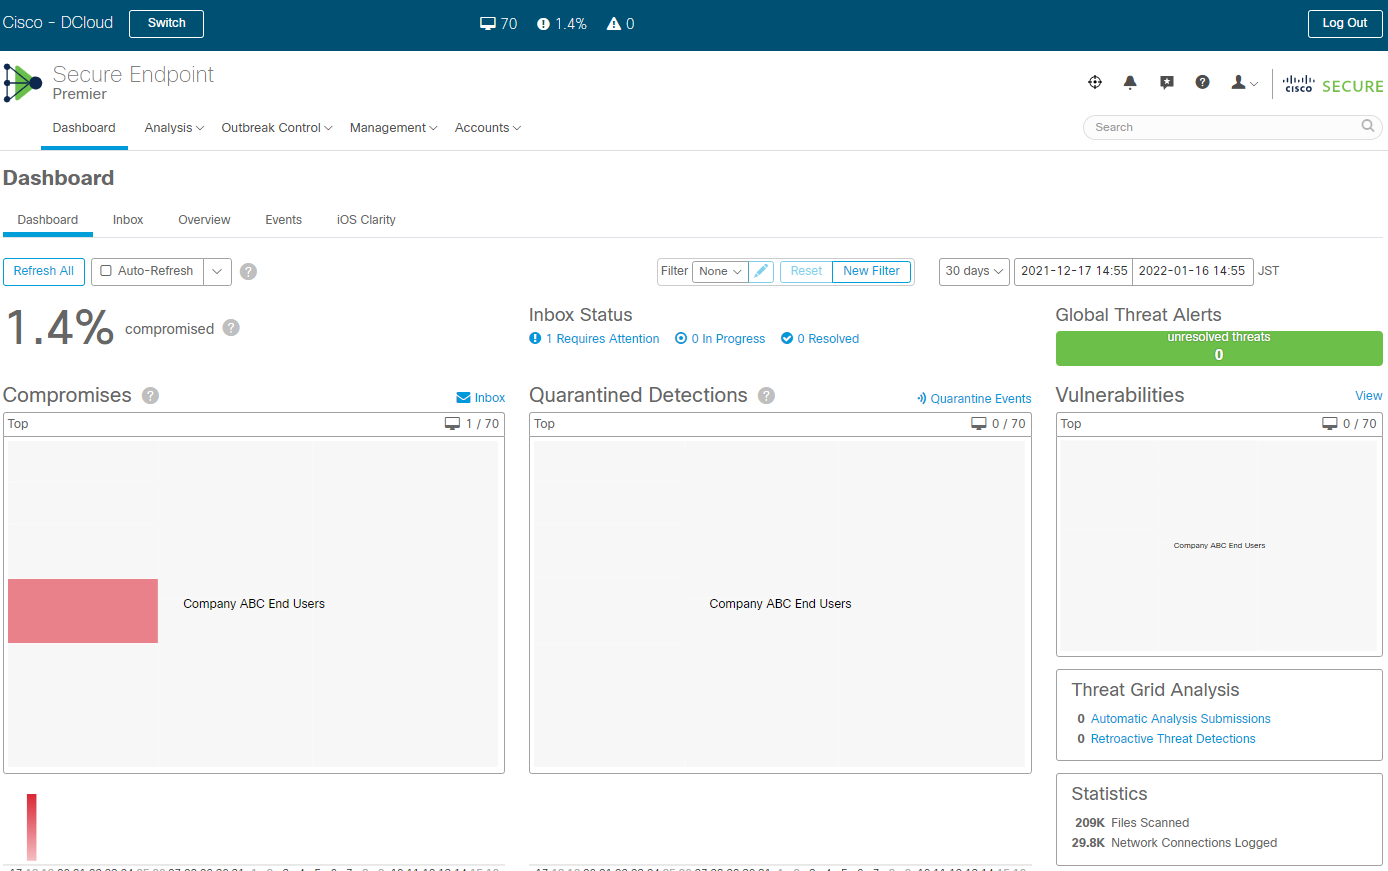 Cisco - DCloud Switch 70 1.4% 0 Log Out
Secure Endpoint
Premier
CISCO SECURE
Dashboard Analysis Outbreak Control Management Accounts Search
Dashboard
Dashboard Inbox Overview Events iOS Clarity
Refresh All Auto-Refresh ? Filter None Reset New Filter 30 days 2021-12-17 14:55 2022-01-16 14:55 JST
1.4% compromised ?
Inbox Status
1 Requires Attention 0 In Progress 0 Resolved
Global Threat Alerts
unresolved threats
0
Compromises ? Inbox
Top 1 / 70
Company ABC End Users
Quarantined Detections ? Quarantine Events
Top 0 / 70
Company ABC End Users
Vulnerabilities View
Top 0 / 70
Company ABC End Users
Threat Grid Analysis
0 Automatic Analysis Submissions
0 Retroactive Threat Detections
Statistics
209K Files Scanned
29.8K Network Connections Logged